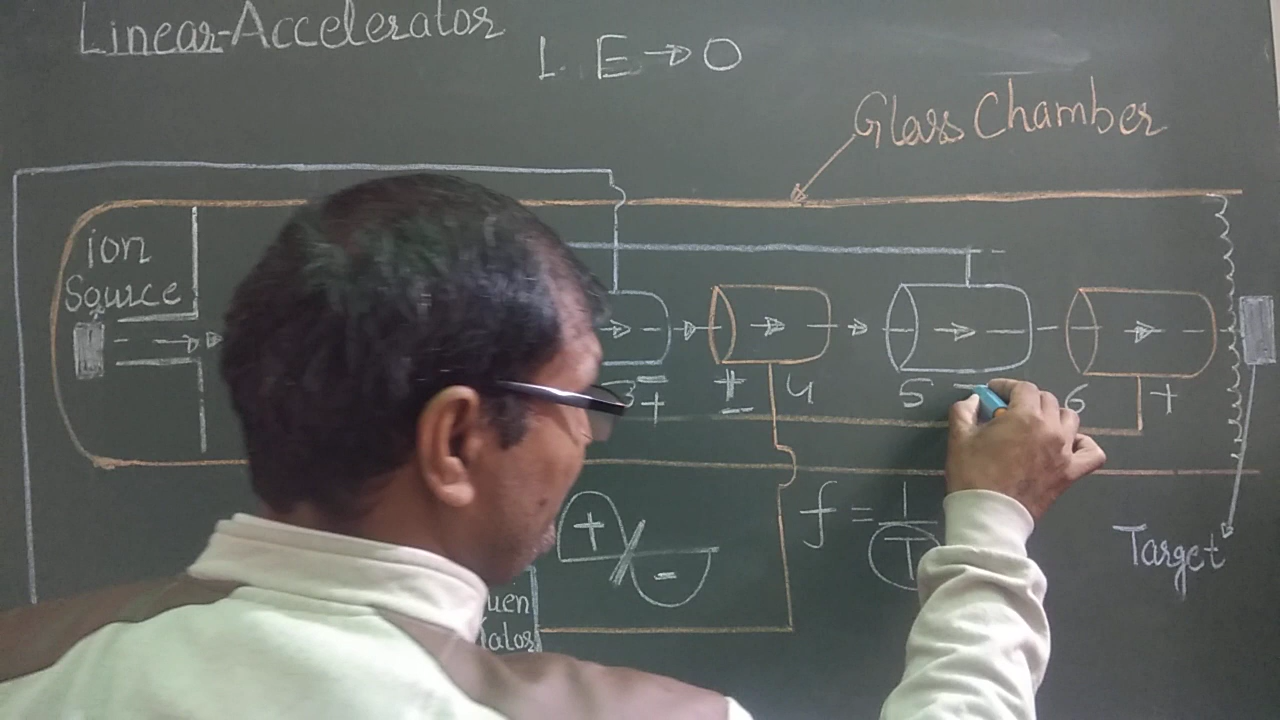 Linear-Accelerator
L E → O
Glass Chamber
ion
Source
3 - +
+ - 4
5 -
6 +
+
-
f = 1/T
Target